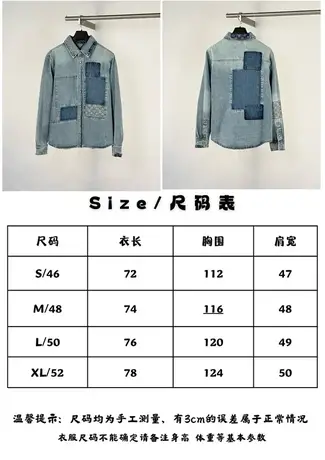 Size/尺码表
尺码 衣长 胸围 肩宽
S/46 72 112 47
M/48 74 116 48
L/50 76 120 49
XL/52 78 124 50
温馨提示: 尺码均为手工测量、有3cm的误差属于正常情况
衣服尺码不能确定请备注身高 体重等基本参数